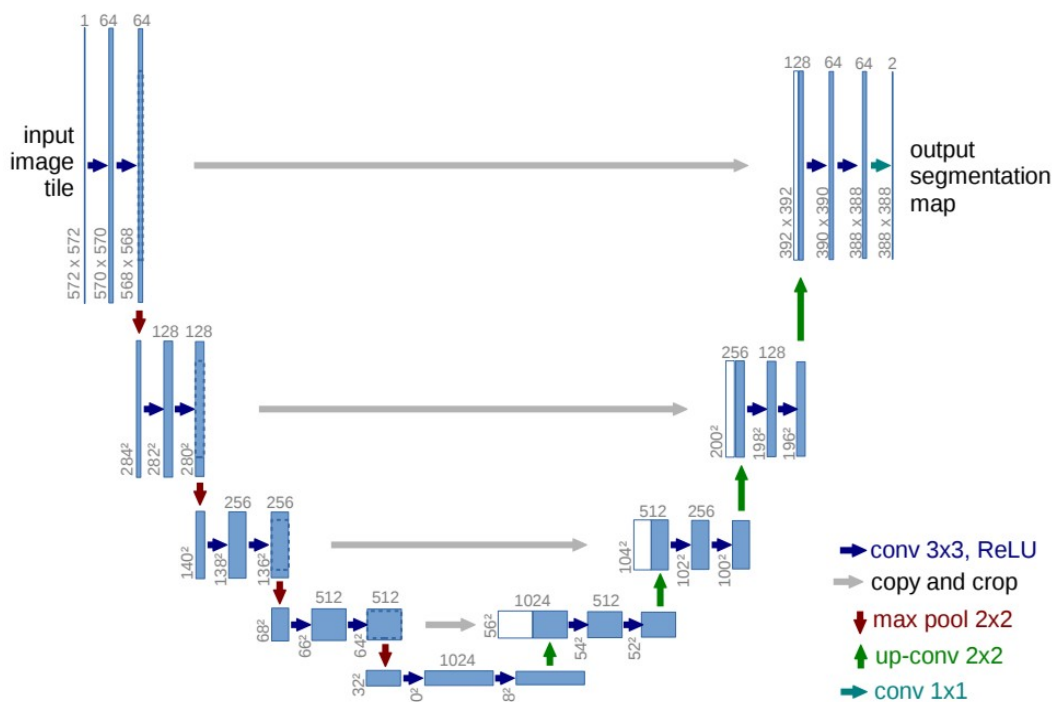 1 64 64
input
image
tile
572 x 572
570 x 570
568 x 568
128 64 64 2
392 x 392
390 x 390
388 x 388
388 x 388
output
segmentation
map
128 128
284²
282²
280²
256 128
200²
198²
196²
256 256
140²
138²
136²
512 256
104²
102²
100²
512 512
68²
66²
64²
1024 512
56²
54²
52²
1024
32²
0²
8²
conv 3x3, ReLU
copy and crop
max pool 2x2
up-conv 2x2
conv 1x1